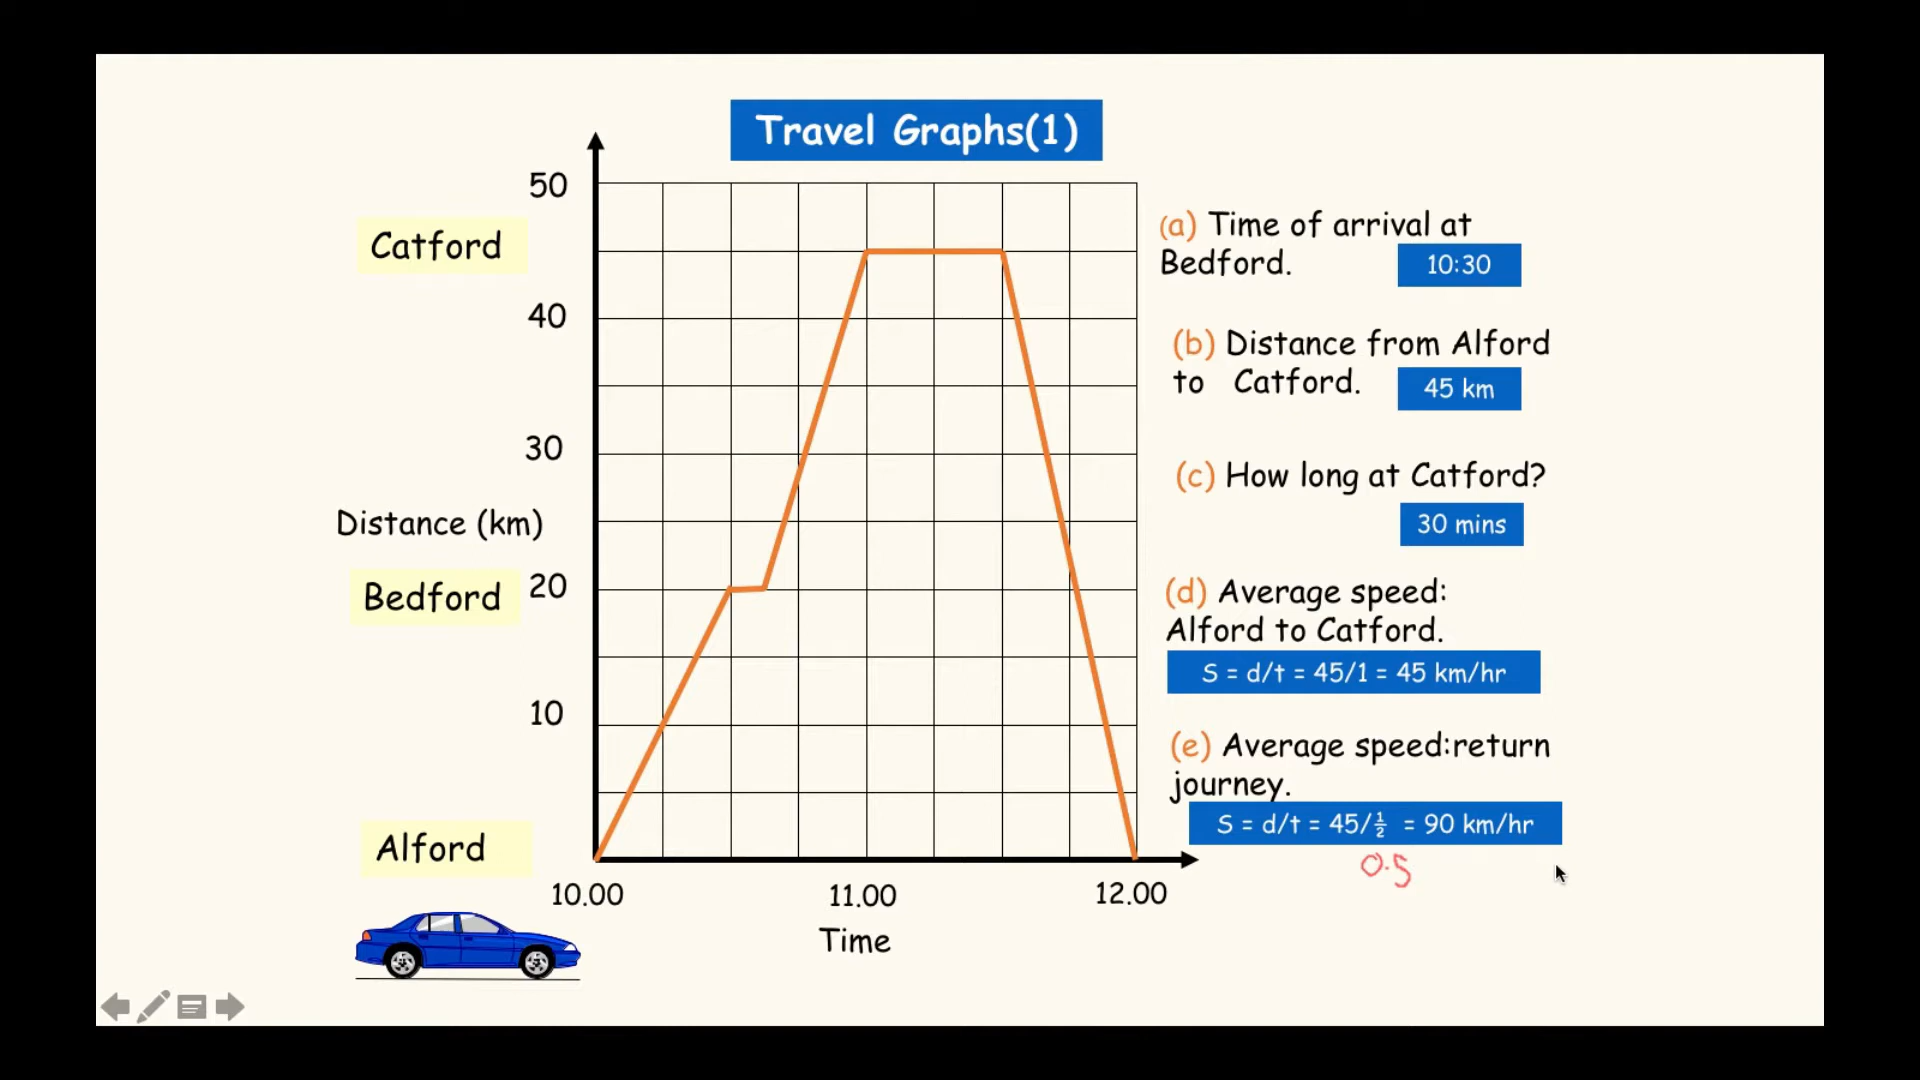 Travel Graphs(1)
50
Catford
40
30
Distance (km)
Bedford
20
10
Alford
10.00
11.00
12.00
Time
(a) Time of arrival at
Bedford.
10:30
(b) Distance from Alford
to Catford.
45 km
(c) How long at Catford?
30 mins
(d) Average speed:
Alford to Catford.
S = d/t = 45/1 = 45 km/hr
(e) Average speed:return
journey.
S = d/t = 45/½ = 90 km/hr
0.5